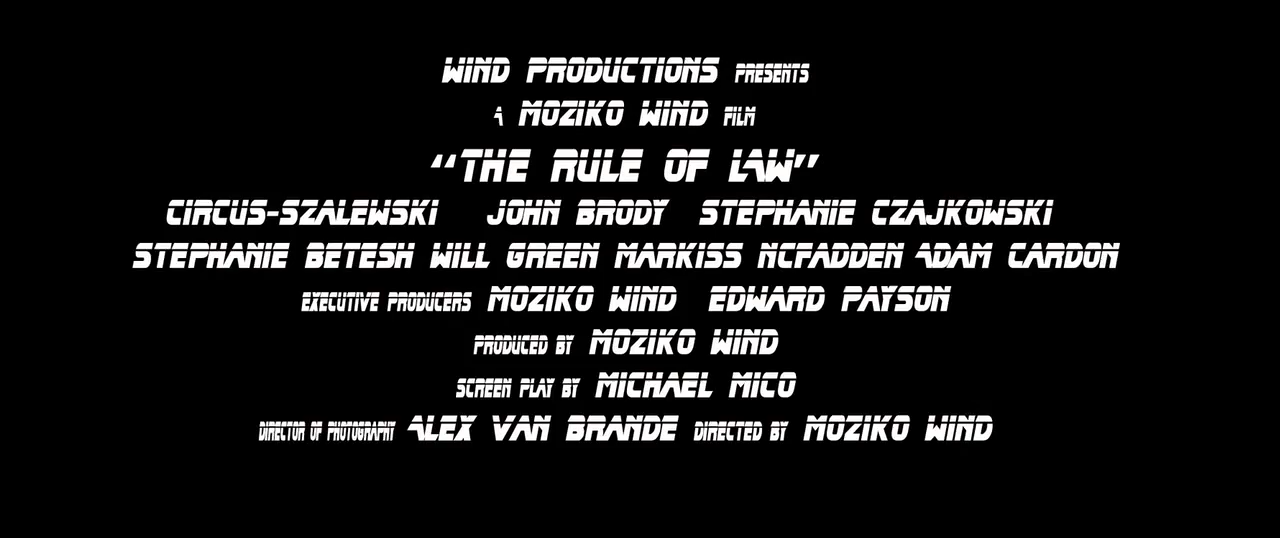 WIND PRODUCTIONS PRESENTS
A MOZIKO WIND FILM
“THE RULE OF LAW”
CIRCUS-SZALEWSKI JOHN BRODY STEPHANIE CZAJKOWSKI
STEPHANIE BETESH WILL GREEN MARKISS NCFADDEN ADAM CARDON
EXECUTIVE PRODUCERS MOZIKO WIND EDWARD PAYSON
PRODUCED BY MOZIKO WIND
SCREEN PLAY BY MICHAEL MICO
DIRECTOR OF PHOTOGRAPHY ALEX VAN BRANDE DIRECTED BY MOZIKO WIND